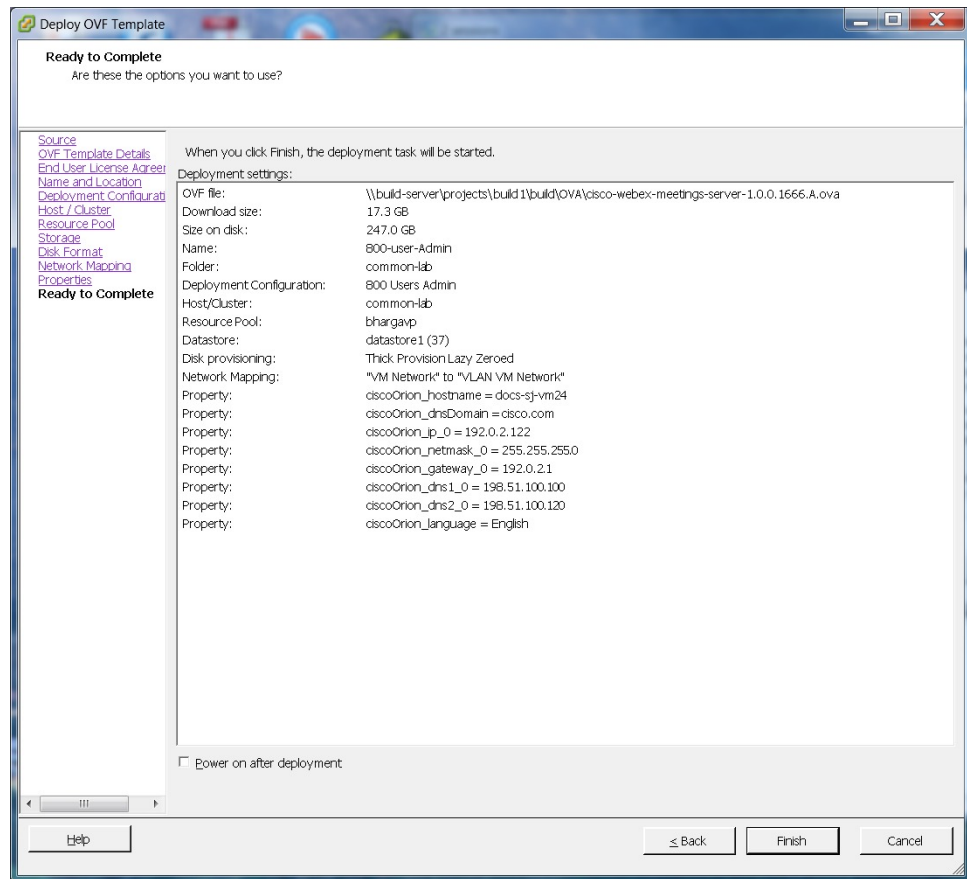 Deploy OVF Template
Ready to Complete
Are these the options you want to use?
Source
OVF Template Details
End User License Agreer
Name and Location
Deployment Configurati
Host / Cluster
Resource Pool
Storage
Disk Format
Network Mapping
Properties
Ready to Complete
When you click Finish, the deployment task will be started.
Deployment settings:
OVF file: \\build-server\projects\build1\build\OVA\cisco-webex-meetings-server-1.0.0.1666.A.ova
Download size: 17.3 GB
Size on disk: 247.0 GB
Name: 800-user-Admin
Folder: common-lab
Deployment Configuration: 800 Users Admin
Host/Cluster: common-lab
Resource Pool: bhargavp
Datastore: datastore1 (37)
Disk provisioning: Thick Provision Lazy Zeroed
Network Mapping: "VM Network" to "VLAN VM Network"
Property: ciscoOrion_hostname = docs-sj-vm24
Property: ciscoOrion_dnsDomain = cisco.com
Property: ciscoOrion_ip_0 = 192.0.2.122
Property: ciscoOrion_netmask_0 = 255.255.255.0
Property: ciscoOrion_gateway_0 = 192.0.2.1
Property: ciscoOrion_dns1_0 = 198.51.100.100
Property: ciscoOrion_dns2_0 = 198.51.100.120
Property: ciscoOrion_language = English
Power on after deployment
Help
< Back
Finish
Cancel